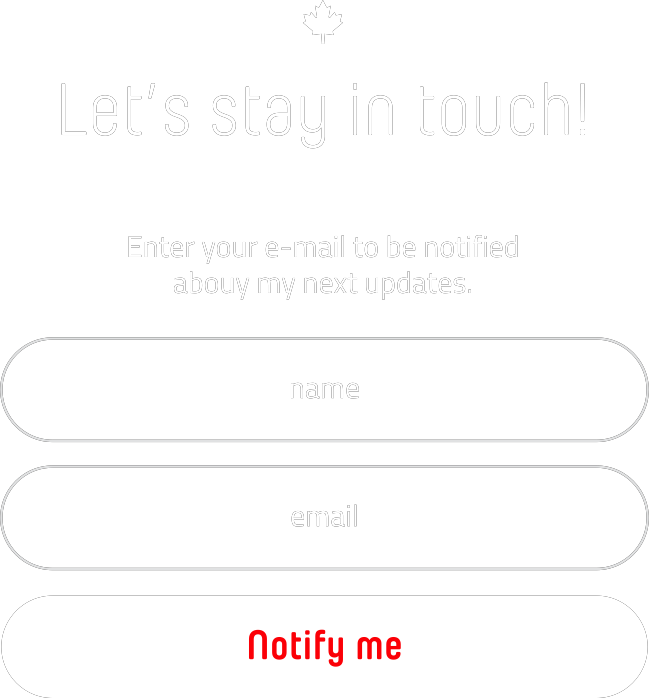 Let's stay in touch!
Enter your e-mail to be notified
abouy my next updates.
name
email
Notify me